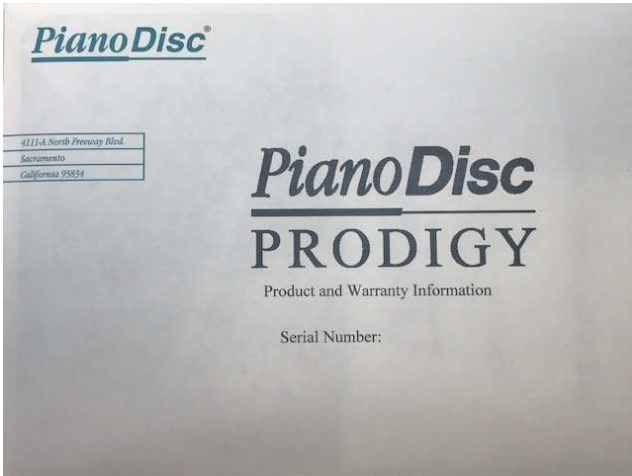 PianoDisc®
4111-A North Freeway Blvd.
Sacramento
California 95834
PianoDisc
PRODIGY
Product and Warranty Information
Serial Number: